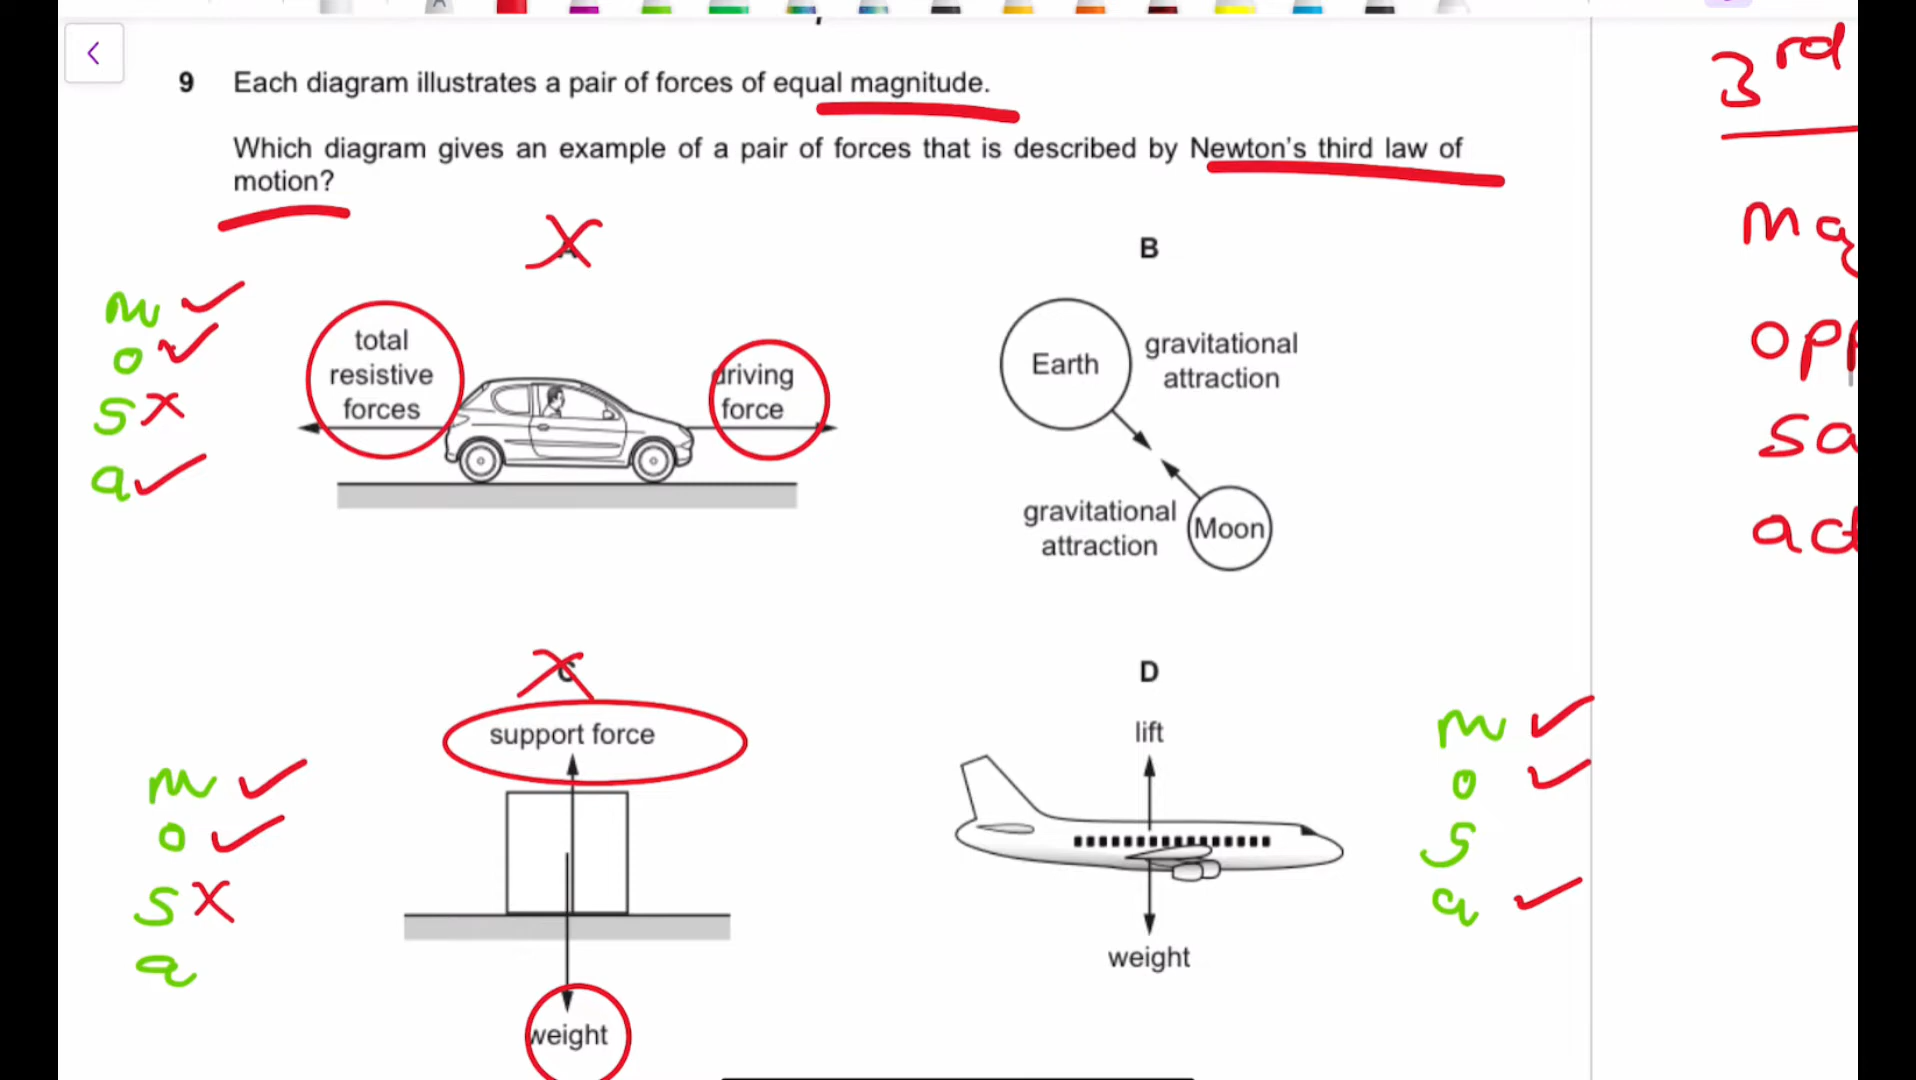 3rd
9 Each diagram illustrates a pair of forces of equal magnitude.
Which diagram gives an example of a pair of forces that is described by Newton's third law of
motion?
B
total
resistive
forces
driving
force
m
o
s
a
Earth
gravitational
attraction
gravitational
attraction
Moon
opp
C
support force
weight
m
o
s
a
D
lift
weight
m
o
s
a